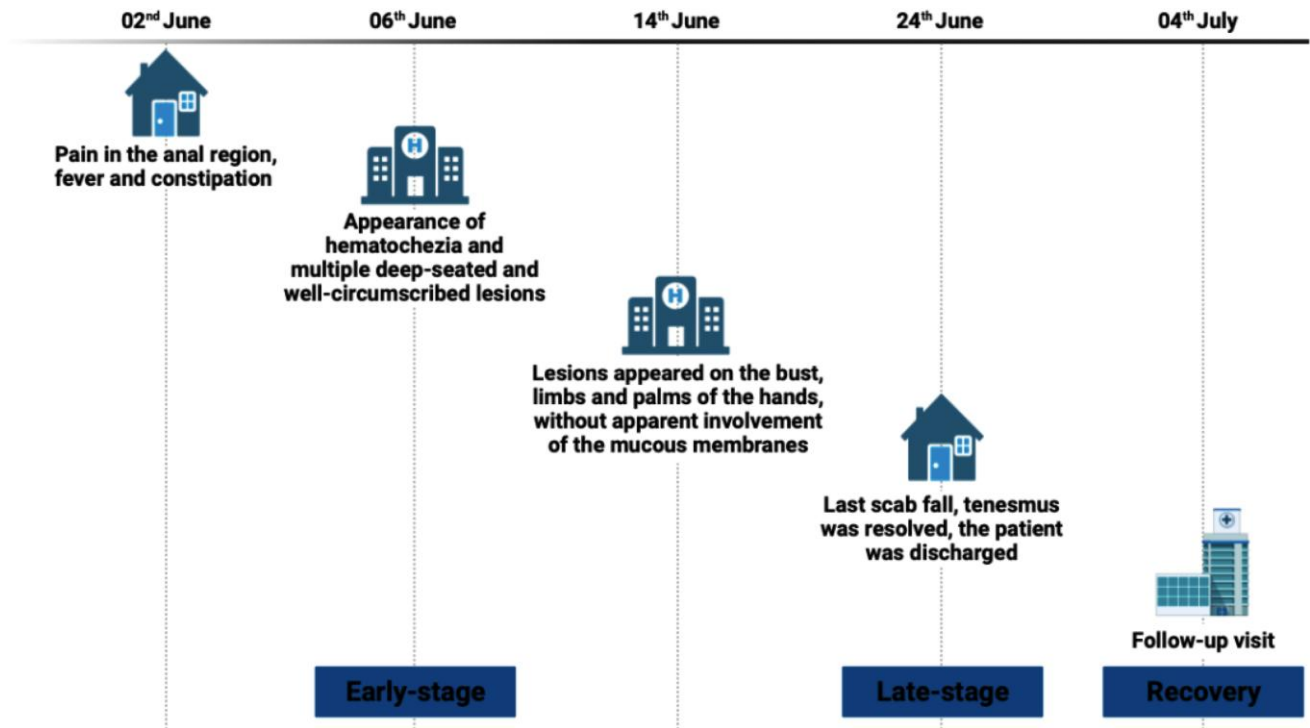 02nd June
06th June
14th June
24th June
04th July
Pain in the anal region,
fever and constipation
H
Appearance of
hematochezia and
multiple deep-seated and
well-circumscribed lesions
H
Lesions appeared on the bust,
limbs and palms of the hands,
without apparent involvement
of the mucous membranes
Last scab fall, tenesmus
was resolved, the patient
was discharged
Follow-up visit
Early-stage
Late-stage
Recovery